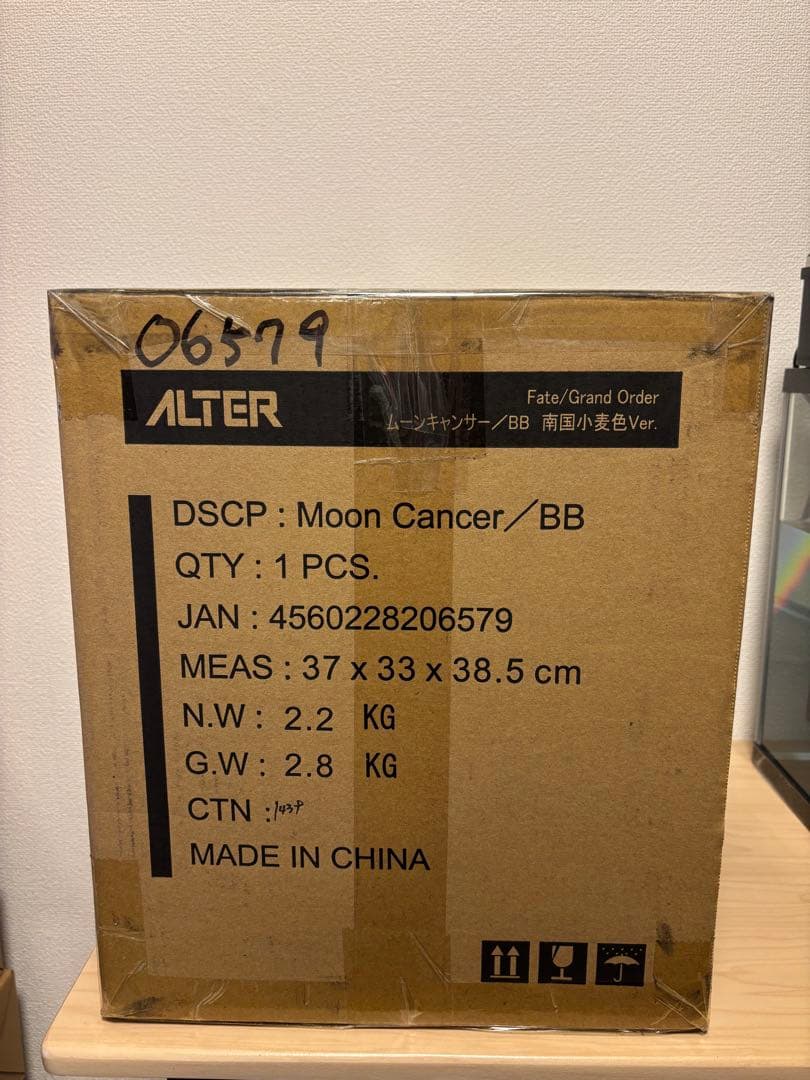 06579
ALTER
Fate/Grand Order
ムーンキャンサー/BB 南国小麦色Ver.
DSCP : Moon Cancer/BB
QTY : 1 PCS.
JAN : 4560228206579
MEAS : 37 x 33 x 38.5 cm
N.W : 2.2 KG
G.W : 2.8 KG
CTN :
MADE IN CHINA